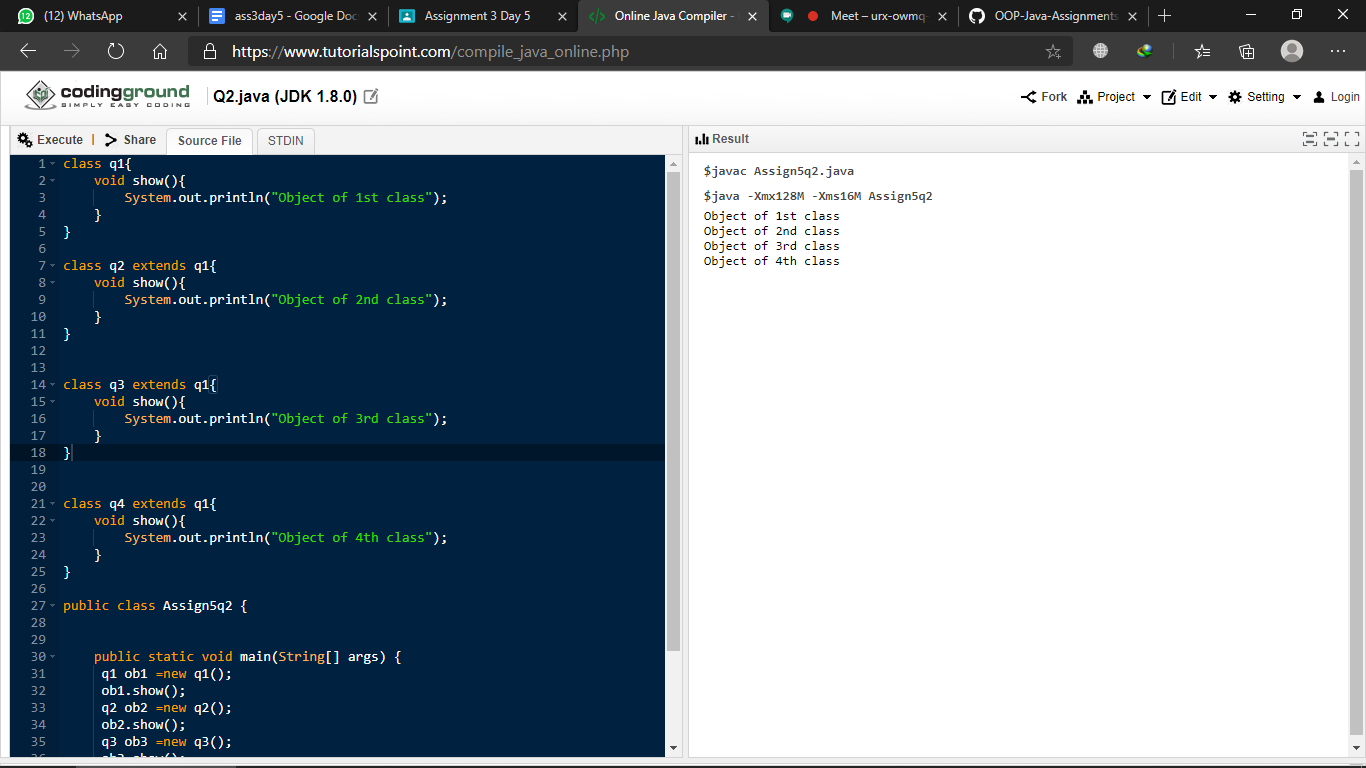 (12) WhatsApp
ass3day5 - Google Doc
Assignment 3 Day 5
Online Java Compiler -
Meet – urx-owmq-
OOP-Java-Assignments
https://www.tutorialspoint.com/compile_java_online.php
codingground
SIMPLY EASY CODING
Q2.java (JDK 1.8.0)
Fork
Project
Edit
Setting
Login
Execute | Share
Source File
STDIN
Result
1 class q1{
2     void show(){
3         System.out.println("Object of 1st class");
4     }
5 }
6
7 class q2 extends q1{
8     void show(){
9         System.out.println("Object of 2nd class");
10     }
11 }
12
13
14 class q3 extends q1{
15     void show(){
16         System.out.println("Object of 3rd class");
17     }
18 }
19
20
21 class q4 extends q1{
22     void show(){
23         System.out.println("Object of 4th class");
24     }
25 }
26
27 public class Assign5q2 {
28
29
30     public static void main(String[] args) {
31      q1 ob1 =new q1();
32      ob1.show();
33      q2 ob2 =new q2();
34      ob2.show();
35      q3 ob3 =new q3();
$javac Assign5q2.java
$java -Xmx128M -Xms16M Assign5q2
Object of 1st class
Object of 2nd class
Object of 3rd class
Object of 4th class